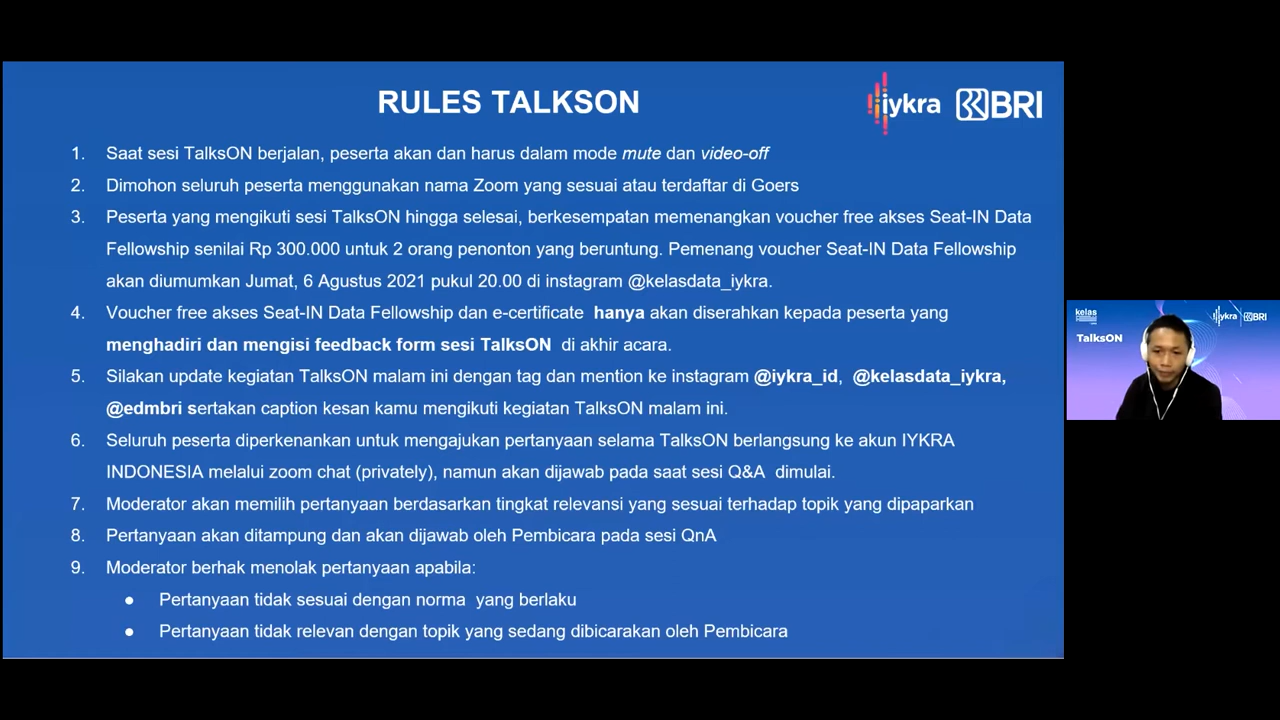 RULES TALKSON
iykra
BRI
1. Saat sesi TalksON berjalan, peserta akan dan harus dalam mode mute dan video-off
2. Dimohon seluruh peserta menggunakan nama Zoom yang sesuai atau terdaftar di Goers
3. Peserta yang mengikuti sesi TalksON hingga selesai, berkesempatan memenangkan voucher free akses Seat-IN Data
Fellowship senilai Rp 300.000 untuk 2 orang penonton yang beruntung. Pemenang voucher Seat-IN Data Fellowship
akan diumumkan Jumat, 6 Agustus 2021 pukul 20.00 di instagram @kelasdata_iykra.
4. Voucher free akses Seat-IN Data Fellowship dan e-certificate hanya akan diserahkan kepada peserta yang
menghadiri dan mengisi feedback form sesi TalksON di akhir acara.
5. Silakan update kegiatan TalksON malam ini dengan tag dan mention ke instagram @iykra_id, @kelasdata_iykra,
@edmbri sertakan caption kesan kamu mengikuti kegiatan TalksON malam ini.
6. Seluruh peserta diperkenankan untuk mengajukan pertanyaan selama TalksON berlangsung ke akun IYKRA
INDONESIA melalui zoom chat (privately), namun akan dijawab pada saat sesi Q&A dimulai.
7. Moderator akan memilih pertanyaan berdasarkan tingkat relevansi yang sesuai terhadap topik yang dipaparkan
8. Pertanyaan akan ditampung dan akan dijawab oleh Pembicara pada sesi QnA
9. Moderator berhak menolak pertanyaan apabila:
● Pertanyaan tidak sesuai dengan norma yang berlaku
● Pertanyaan tidak relevan dengan topik yang sedang dibicarakan oleh Pembicara
kelas
iykra
BRI
TalksON